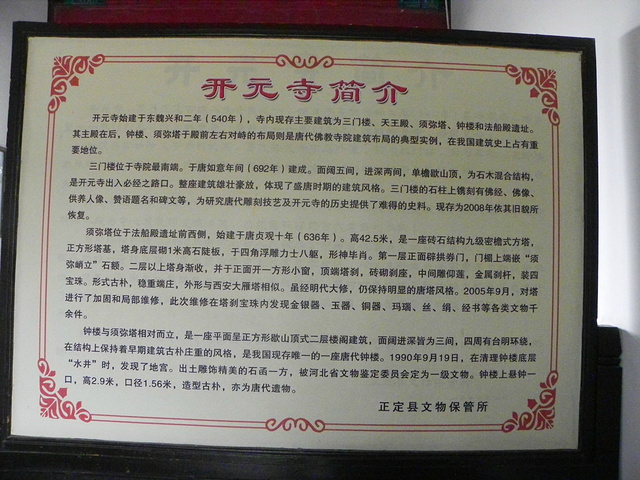 开元寺简介
开元寺始建于东魏兴和二年（540年），寺内现存主要建筑为三门楼、天王殿、须弥塔、钟楼和法船殿遗址。
其主殿在后，钟楼、须弥塔于殿前左右对峙的布局则是唐代佛教寺院建筑布局的典型实例，在我国建筑史上占有重
要地位。
三门楼位于寺院最南端。于唐如意年间（692年）建成。面阔五间，进深两间，单檐歇山顶，为石木混合结构，
是开元寺出入必经之路口。整座建筑雄壮豪放，体现了盛唐时期的建筑风格。三门楼的石柱上镌刻有佛经、佛像、
供养人像、赞语题名和碑文等，为研究唐代雕刻技艺及开元寺的历史提供了难得的史料。现存为2008年依其旧貌所
恢复。
须弥塔位于法船殿遗址前西侧，始建于唐贞观十年（636年）。高42.5米，是一座砖石结构九级密檐式方塔，
正方形塔基，塔身底层砌1米高石陡板，于四角浮雕力士八躯，形神毕肖。第一层正面辟拱券门，门楣上端嵌“须
弥峭立”石额。二层以上塔身渐收，并于正面开一方形小窗，顶端塔刹，砖砌刹座，中间雕仰莲，金属刹杆，装四
宝珠。形式古朴，稳重端庄，外形与西安大雁塔相似。虽经明代大修，仍保持明显的唐塔风格。2005年9月，对塔
进行了加固和局部维修，此次维修在塔刹宝珠内发现金银器、玉器、铜器、玛瑙、丝、绢、经书等各类文物千
余件。
钟楼与须弥塔相对而立，是一座平面呈正方形歇山顶式二层楼阁建筑，面阔进深皆为三间，四周有台明环绕，
在结构上保持着早期建筑古朴庄重的风格，是我国现存唯一的一座唐代钟楼。1990年9月19日，在清理钟楼底层
“水井”时，发现了地宫。出土雕饰精美的石函一方，被河北省文物鉴定委员会定为一级文物。钟楼上悬钟一
口，高2.9米，口径1.56米，造型古朴，亦为唐代遗物。
正定县文物保管所